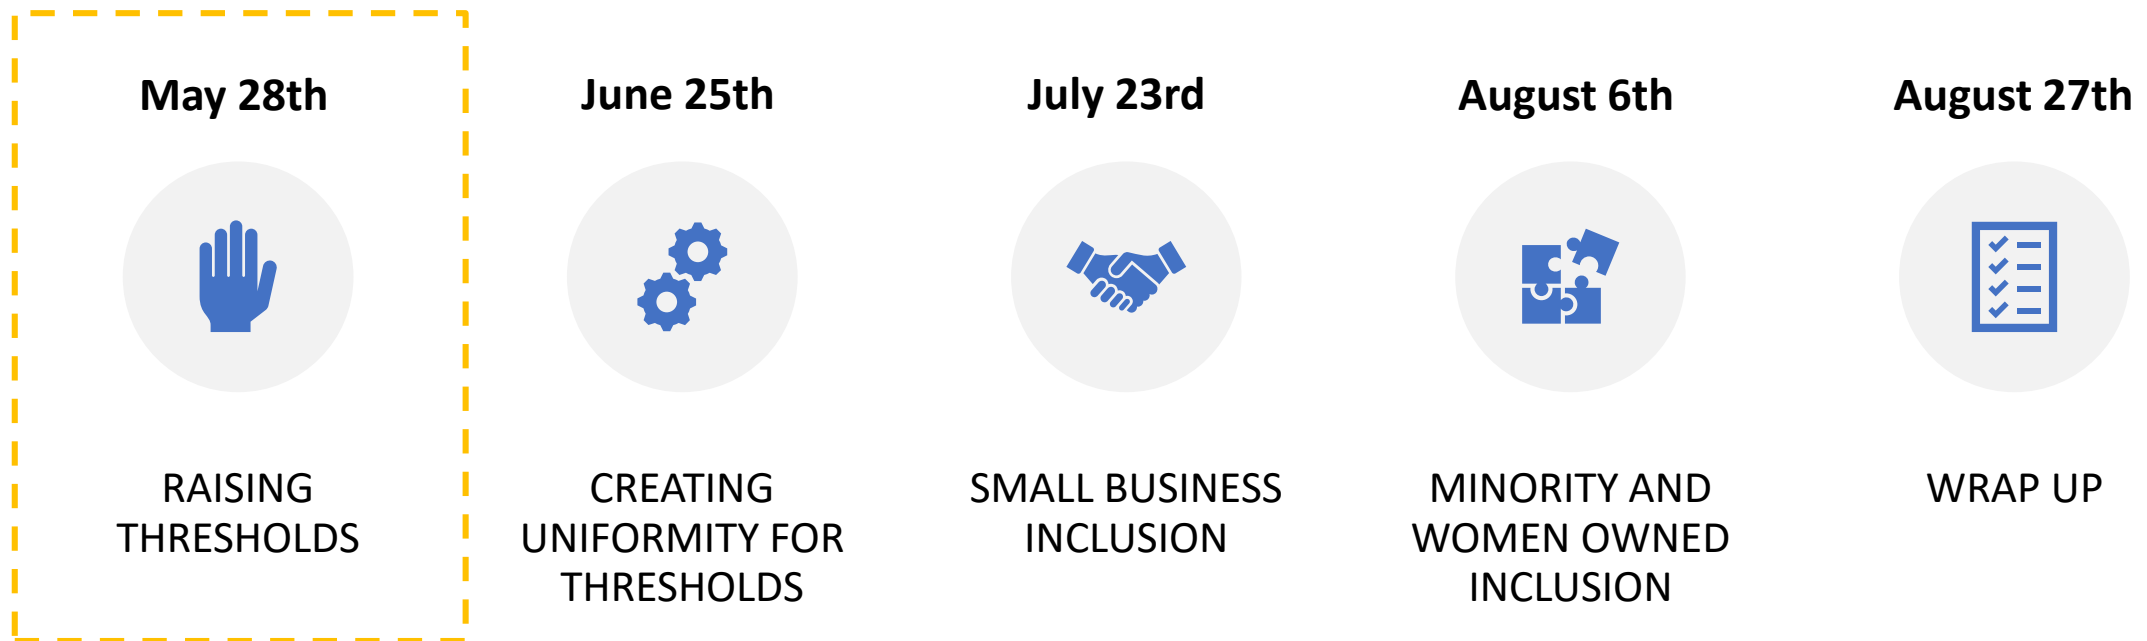 May 28th
RAISING
THRESHOLDS
June 25th
CREATING
UNIFORMITY FOR
THRESHOLDS
July 23rd
SMALL BUSINESS
INCLUSION
August 6th
MINORITY AND
WOMEN OWNED
INCLUSION
August 27th
WRAP UP